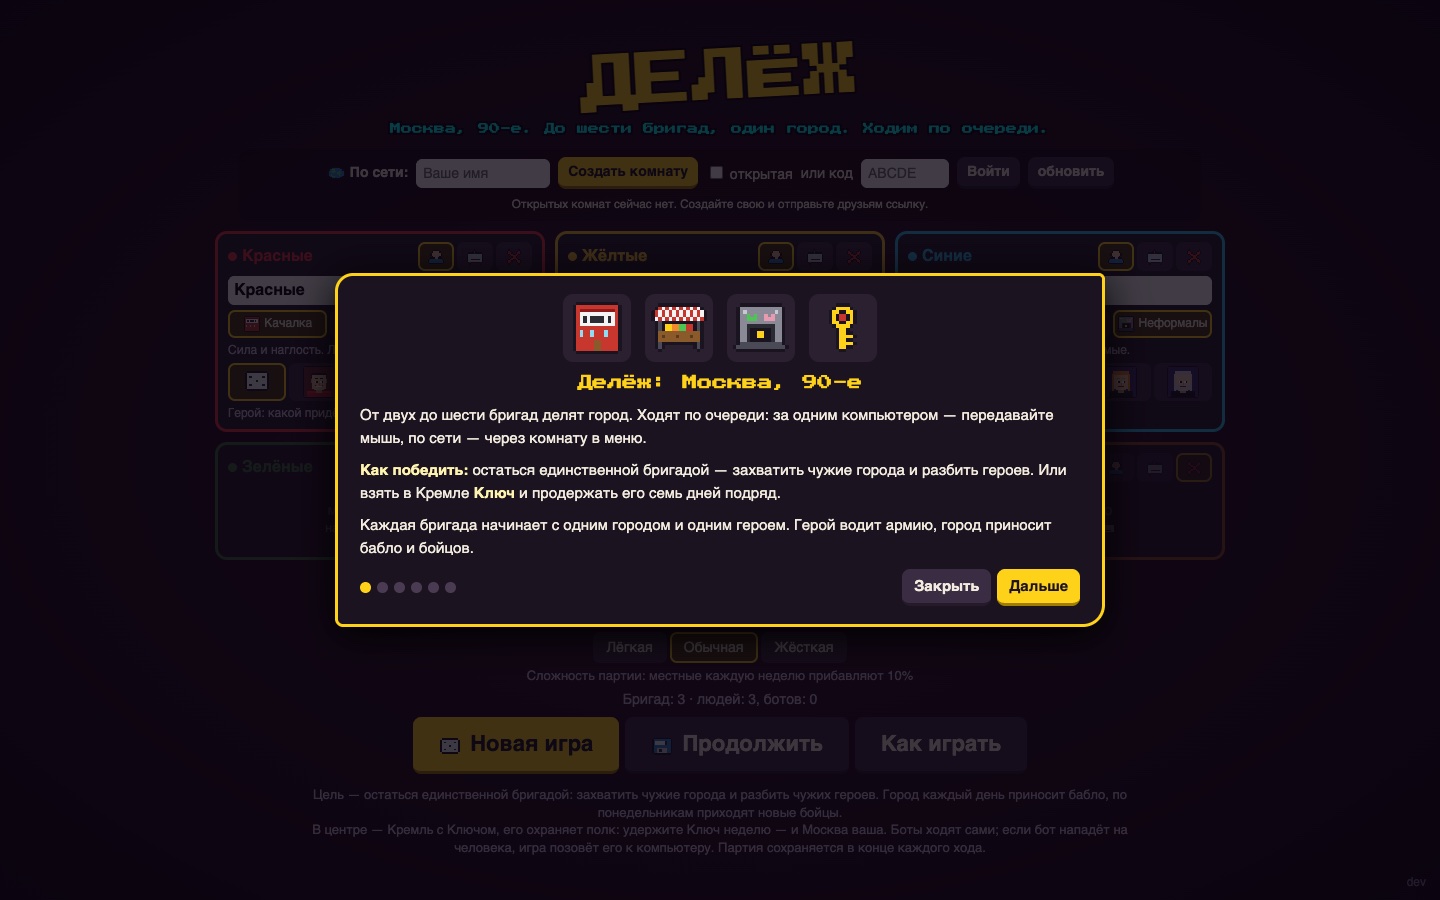 ДЕЛЁЖ
Москва, 90-е. До шести бригад, один город. Ходим по очереди.
По сети: Ваше имя Создать комнату открытая или код ABCDE Войти обновить
Открытых комнат сейчас нет. Создайте свою и отправьте друзьям ссылку.
Красные Жёлтые Синие
Красные
Качалка Неформалы
Сила и наглость.
Герой: какой
Зелёные
Делёж: Москва, 90-е
От двух до шести бригад делят город. Ходят по очереди: за одним компьютером — передавайте
мышь, по сети — через комнату в меню.
Как победить: остаться единственной бригадой — захватить чужие города и разбить героев. Или
взять в Кремле Ключ и продержать его семь дней подряд.
Каждая бригада начинает с одним городом и одним героем. Герой водит армию, город приносит
бабло и бойцов.
Закрыть Дальше
Лёгкая Обычная Жёсткая
Сложность партии: местные каждую неделю прибавляют 10%
Бригад: 3 · людей: 3, ботов: 0
Новая игра Продолжить Как играть
Цель — остаться единственной бригадой: захватить чужие города и разбить чужих героев. Город каждый день приносит бабло, по
понедельникам приходят новые бойцы.
В центре — Кремль с Ключом, его охраняет полк: удержите Ключ неделю — и Москва ваша. Боты ходят сами; если бот нападёт на
человека, игра позовёт его к компьютеру. Партия сохраняется в конце каждого хода.
dev